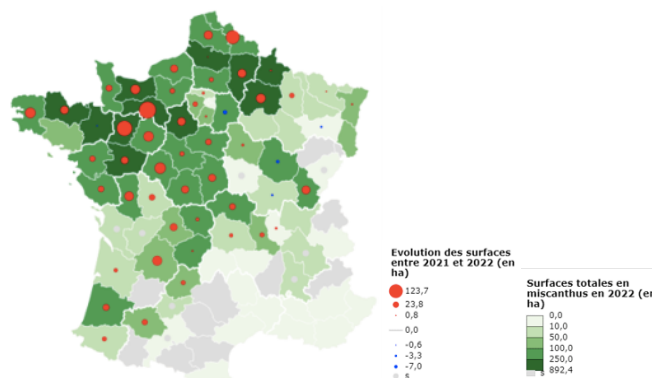 Evolution des surfaces
entre 2021 et 2022 (en
ha)
123,7
23,8
0,8
0,0
-0,6
-3,3
-7,0
s
Surfaces totales en
miscanthus en 2022 (en
ha)
0,0
10,0
50,0
100,0
250,0
892,4
s